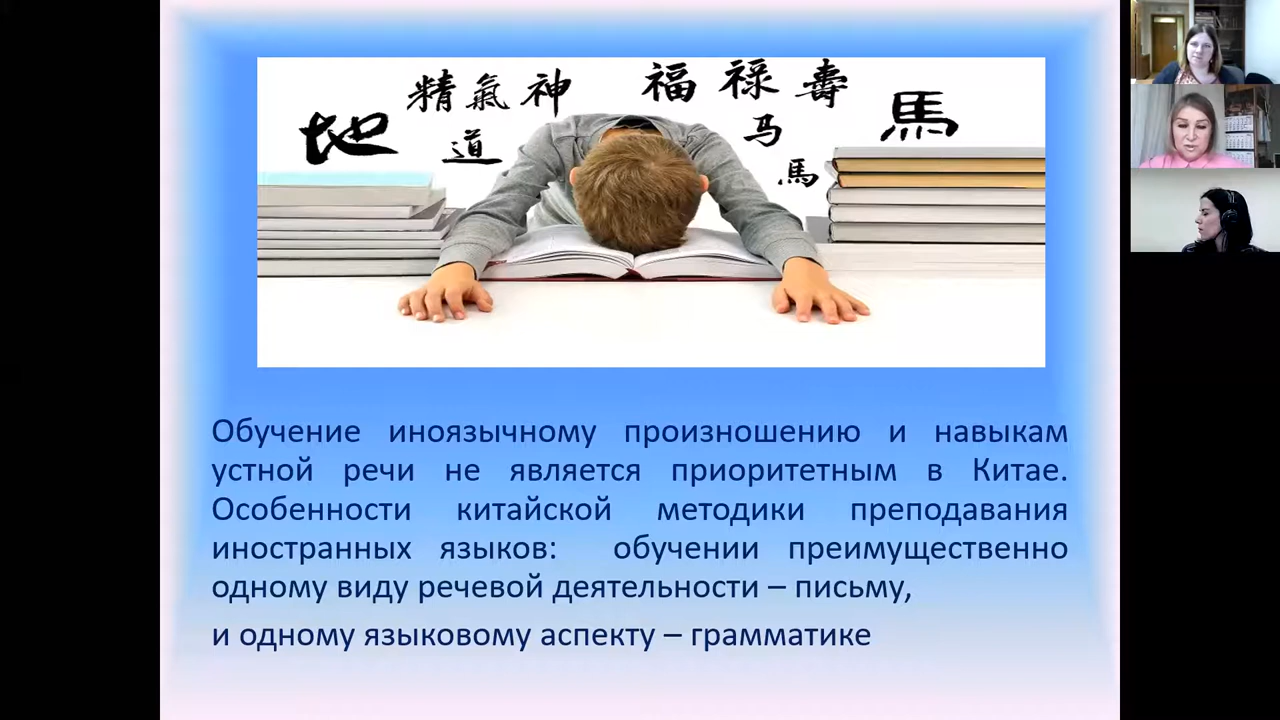 精氣神
福祿壽
地
道
马
馬
馬
Обучение иноязычному произношению и навыкам
устной речи не является приоритетным в Китае.
Особенности китайской методики преподавания
иностранных языков: обучении преимущественно
одному виду речевой деятельности – письму,
и одному языковому аспекту – грамматике